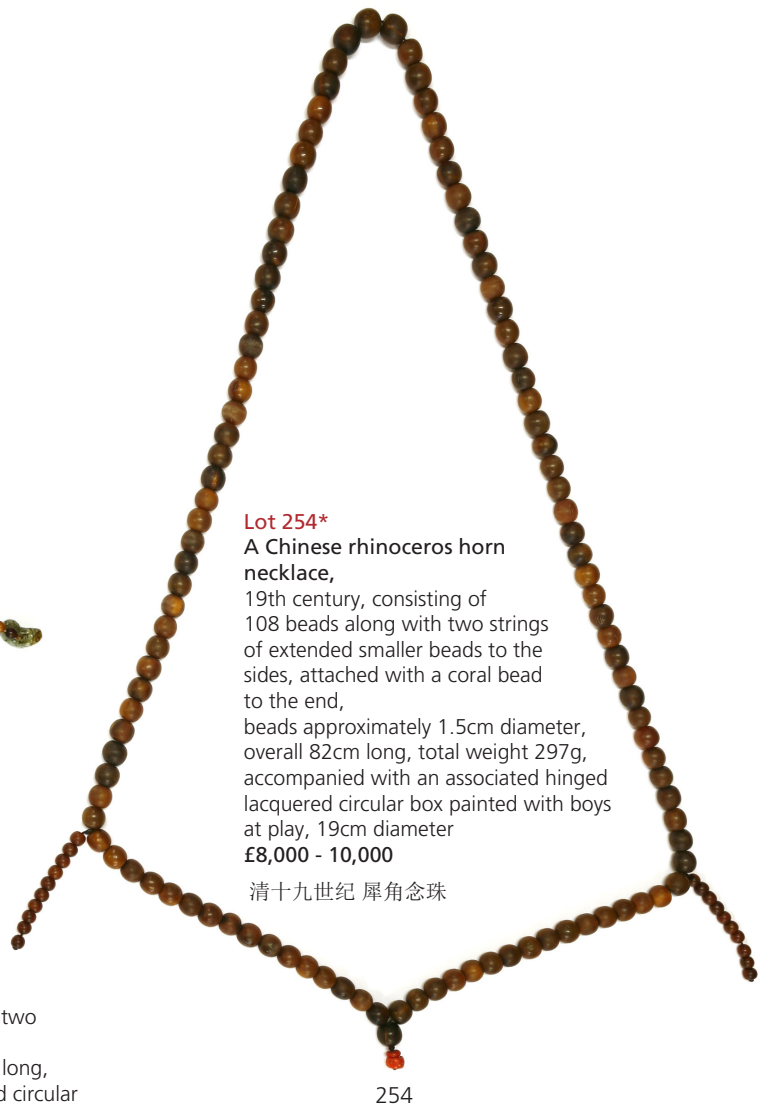 Lot 254*
A Chinese rhinoceros horn
necklace,
19th century, consisting of
108 beads along with two strings
of extended smaller beads to the
sides, attached with a coral bead
to the end,
beads approximately 1.5cm diameter,
overall 82cm long, total weight 297g,
accompanied with an associated hinged
lacquered circular box painted with boys
at play, 19cm diameter
£8,000 - 10,000
清十九世纪 犀角念珠
two
long,
d circular
254